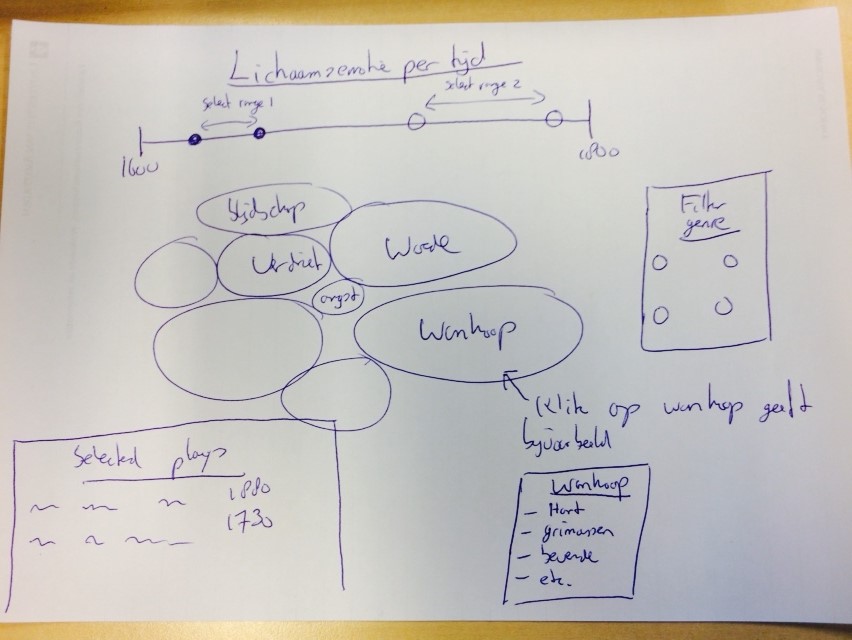 Lichaamsemotie per tijd
Select range 1
select range 2
1600
1800
blijdschap
Verdriet
Woede
angst
Wanhoop
Filter
genre
Klik op wanhop geeft
bijvoorbeeld
Selected plays
1880
1730
Wanhoop
- Hart
- grimassen
- bevende
- etc.